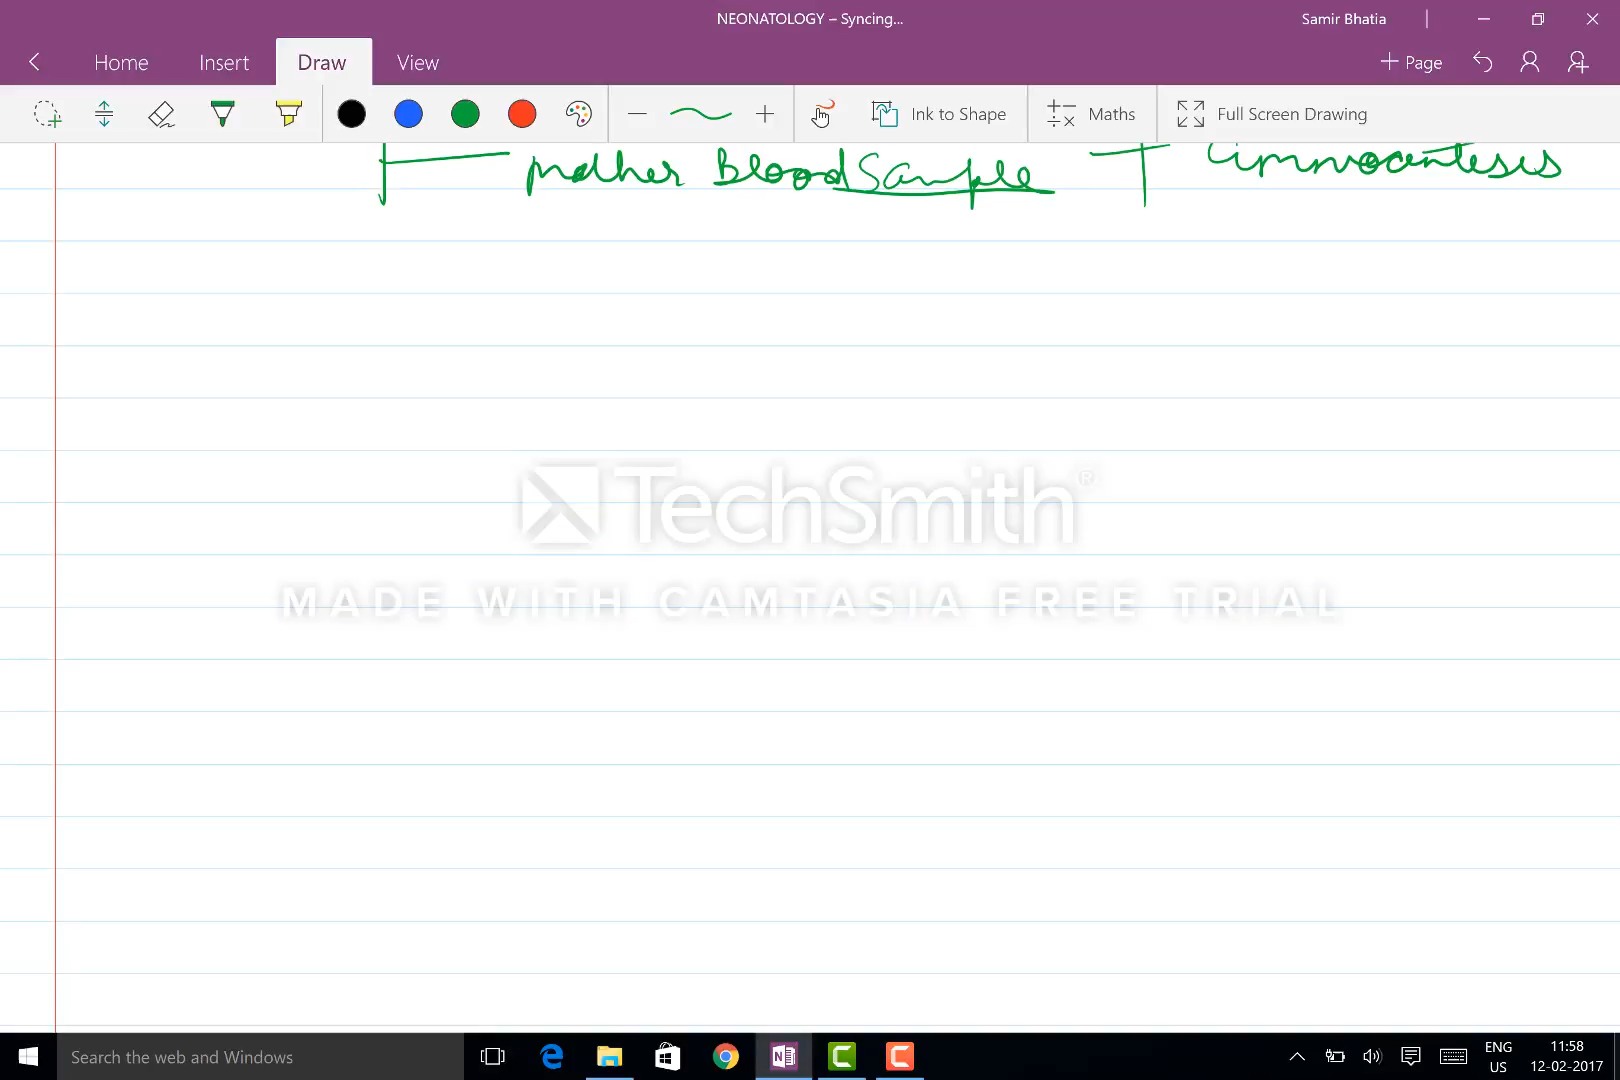 NEONATOLOGY – Syncing...
Samir Bhatia
Home Insert Draw View
Page
Ink to Shape
Maths
Full Screen Drawing
Mother Blood Sample
TechSmith®
MADE WITH CAMTASIA FREE TRIAL
Search the web and Windows
ENG
US
11:58
12-02-2017